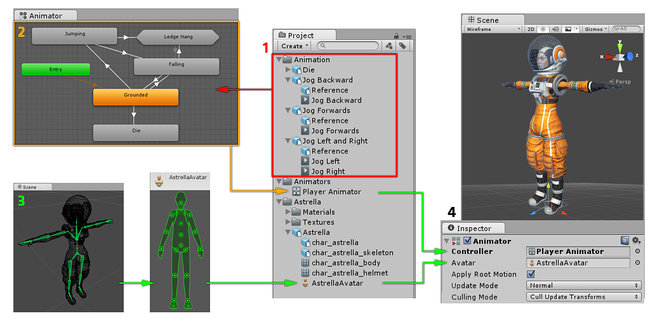 2
Animator
Jumping
Ledge Hang
Entry
Falling
Grounded
Die
3
Scene
AstrellaAvatar
Project
Create
1
Animation
Die
Jog Backward
Reference
Jog Backward
Jog Forwards
Reference
Jog Forwards
Jog Left and Right
Reference
Jog Left
Jog Right
Animators
Player Animator
Astrella
Materials
Textures
Astrella
char_astrella
char_astrella_skeleton
char_astrella_body
char_astrella_helmet
AstrellaAvatar
Scene
Wireframe
2D
Gizmos
All
Persp
4
Inspector
Animator
Controller
Player Animator
Avatar
AstrellaAvatar
Apply Root Motion
Update Mode
Normal
Culling Mode
Cull Update Transforms